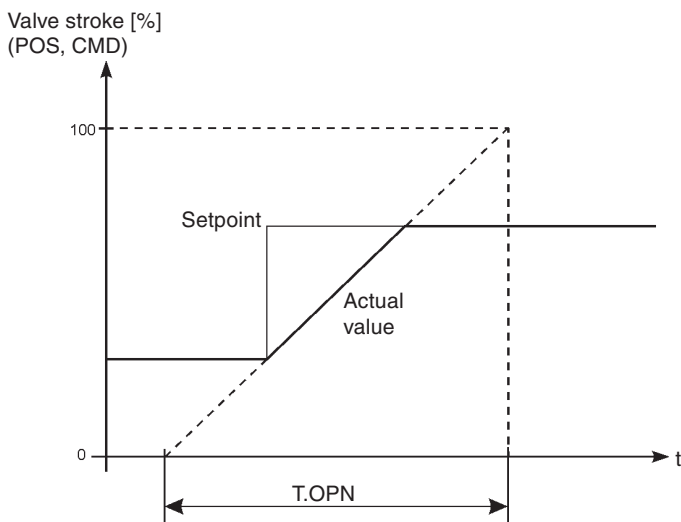 Valve stroke [%]
(POS, CMD)
100
Setpoint
Actual
value
0
t
T.OPN